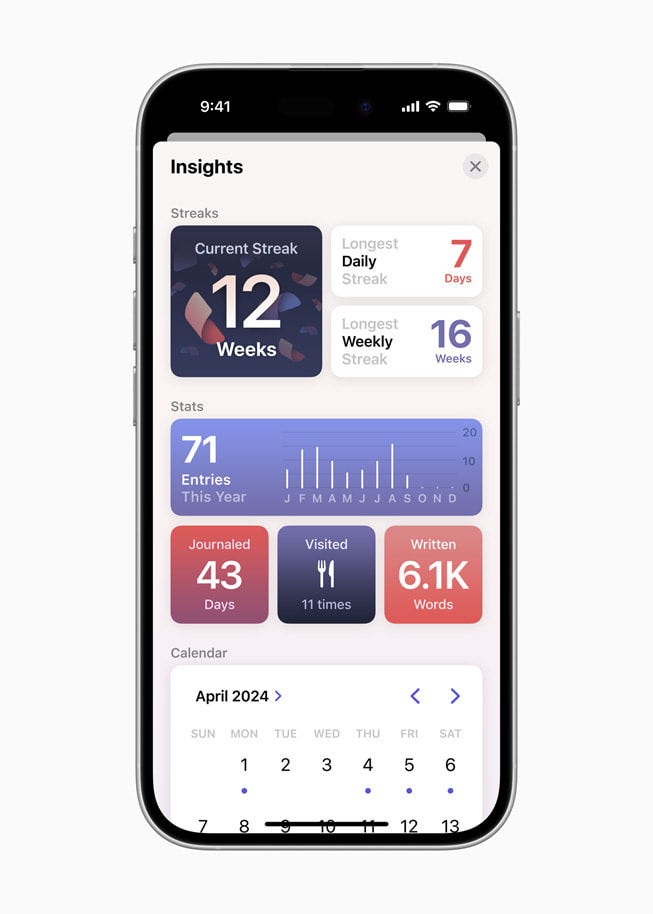 9:41
Insights
Streaks
Current Streak
12
Weeks
Longest
Daily
Streak
7
Days
Longest
Weekly
Streak
16
Weeks
Stats
71
Entries
This Year
20
10
0
J F M A M J J A S O N D
Journaled
43
Days
Visited
11 times
Written
6.1K
Words
Calendar
April 2024
SUN MON TUE WED THU FRI SAT
1 2 3 4 5 6
7 8 9 10 11 12 13